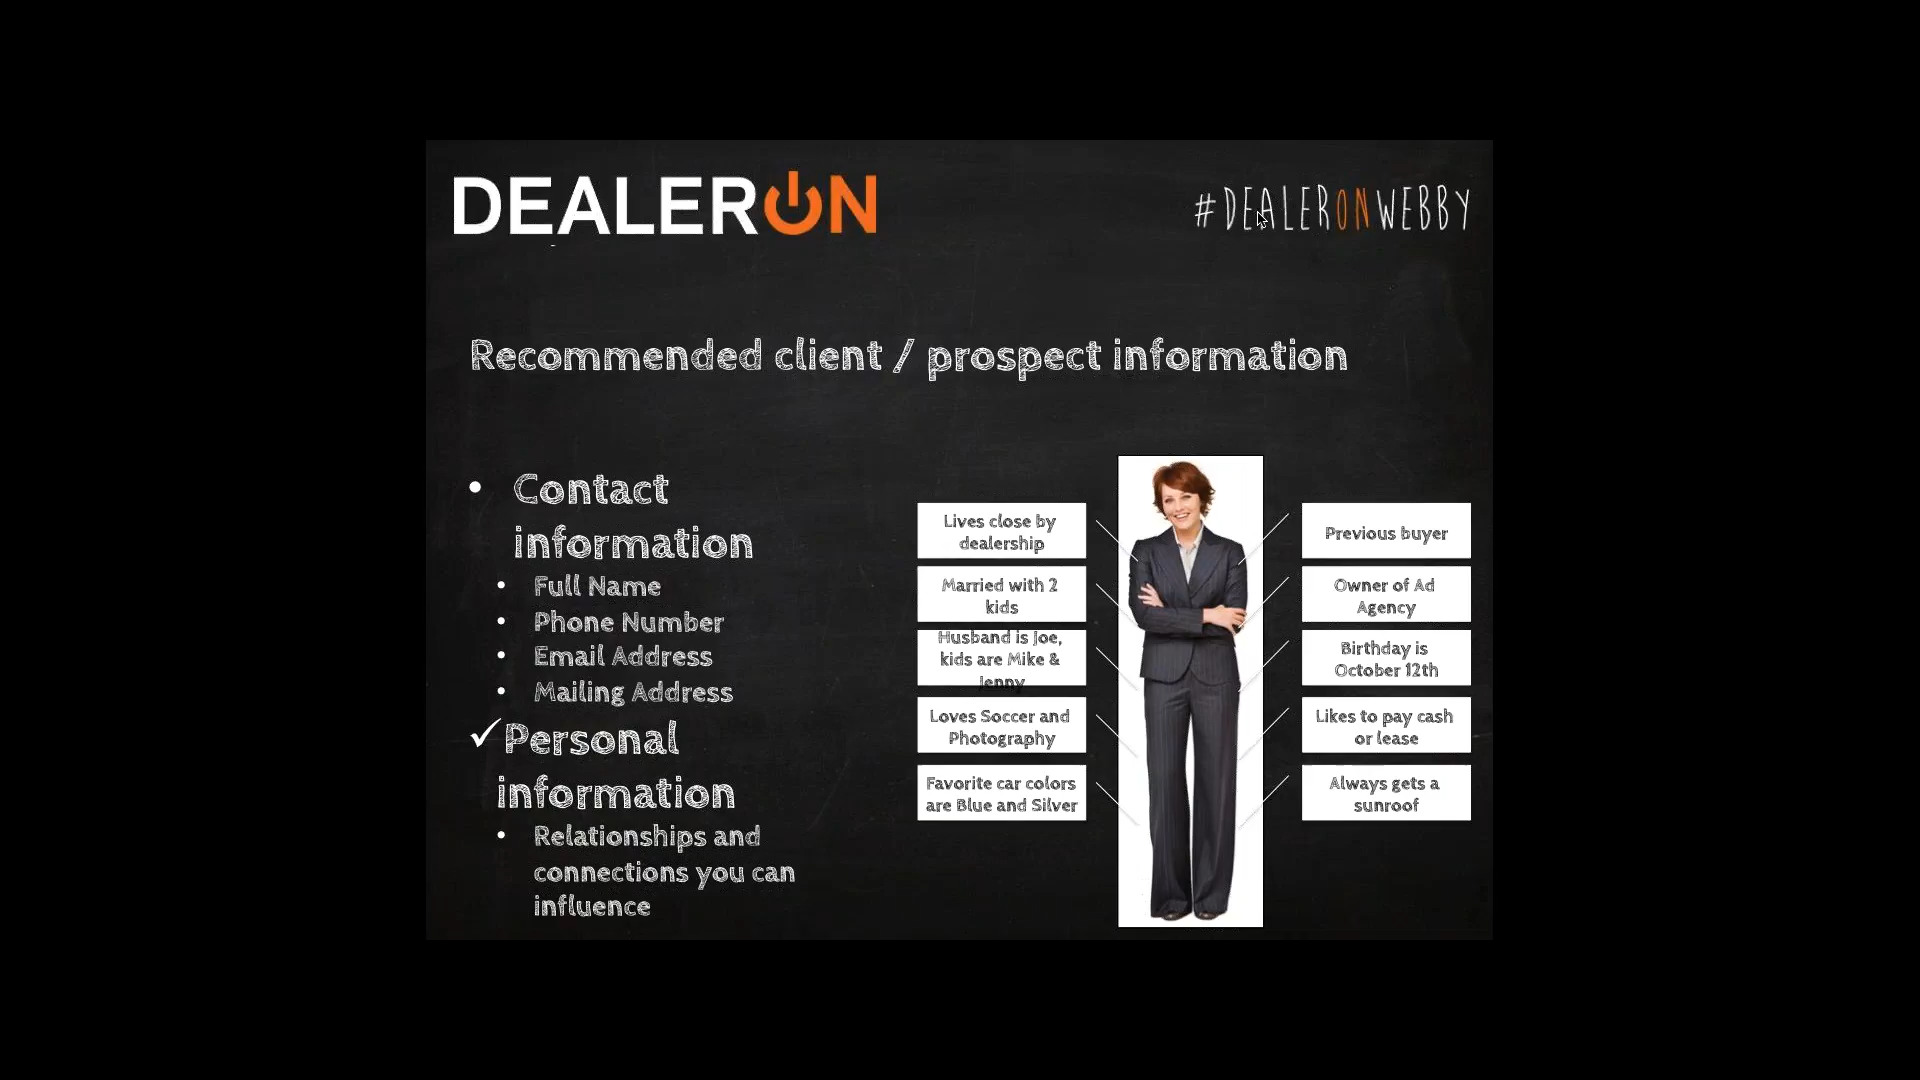 DEALERON
#DEALERONWEBBY
Recommended client / prospect information
• Contact
information
• Full Name
• Phone Number
• Email Address
• Mailing Address
✓Personal
information
• Relationships and
connections you can
influence
Lives close by
dealership
Married with 2
kids
Husband is Joe,
kids are Mike &
Jenny
Loves Soccer and
Photography
Favorite car colors
are Blue and Silver
Previous buyer
Owner of Ad
Agency
Birthday is
October 12th
Likes to pay cash
or lease
Always gets a
sunroof